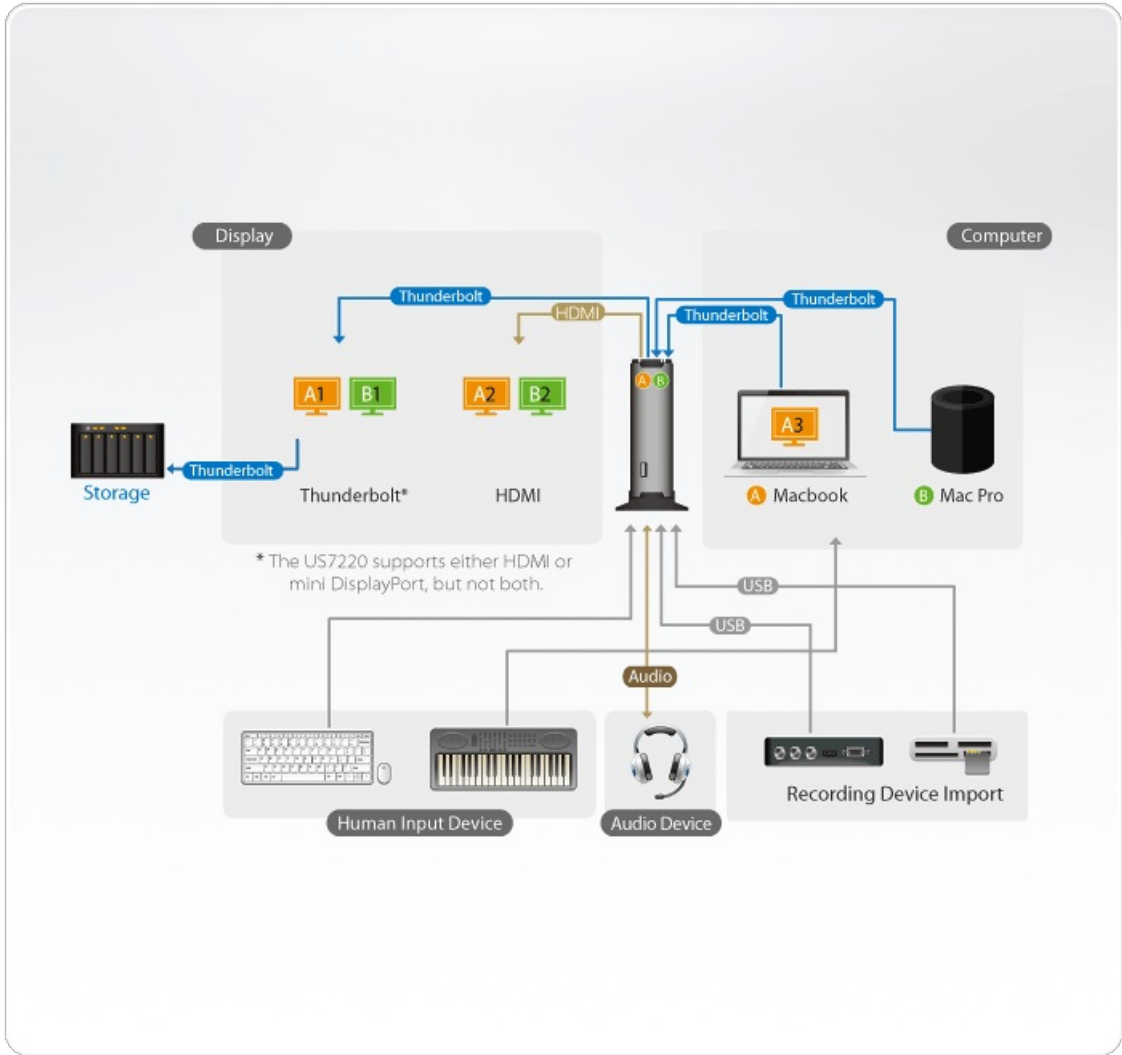 Display
Computer
Thunderbolt
Thunderbolt
HDMI
Thunderbolt
A B
A1
B1
A2
B2
A3
Thunderbolt
Storage
Thunderbolt*
HDMI
A Macbook
B Mac Pro
* The US7220 supports either HDMI or
mini DisplayPort, but not both.
USB
USB
Audio
Recording Device Import
Human Input Device
Audio Device